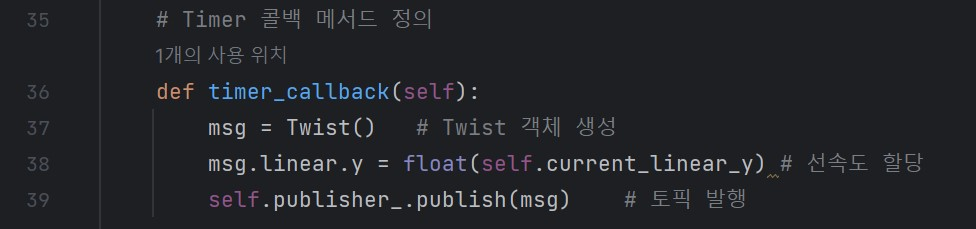 35 # Timer 콜백 메서드 정의
1개의 사용 위치
36 def timer_callback(self):
37 msg = Twist() # Twist 객체 생성
38 msg.linear.y = float(self.current_linear_y) # 선속도 할당
39 self.publisher_.publish(msg) # 토픽 발행